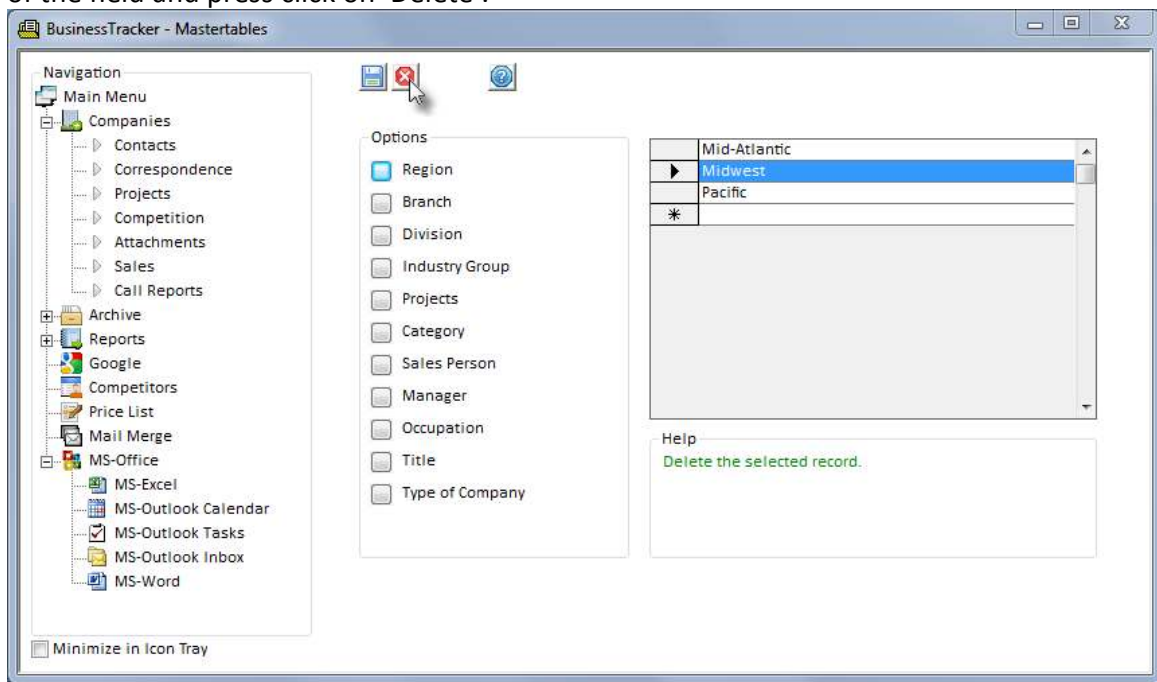 of the field and press click on 'Delete'.
BusinessTracker - Mastertables
Navigation
Main Menu
Companies
Contacts
Correspondence
Projects
Competition
Attachments
Sales
Call Reports
Archive
Reports
Google
Competitors
Price List
Mail Merge
MS-Office
MS-Excel
MS-Outlook Calendar
MS-Outlook Tasks
MS-Outlook Inbox
MS-Word
Minimize in Icon Tray
Options
Region
Branch
Division
Industry Group
Projects
Category
Sales Person
Manager
Occupation
Title
Type of Company
Mid-Atlantic
Midwest
Pacific
Help
Delete the selected record.